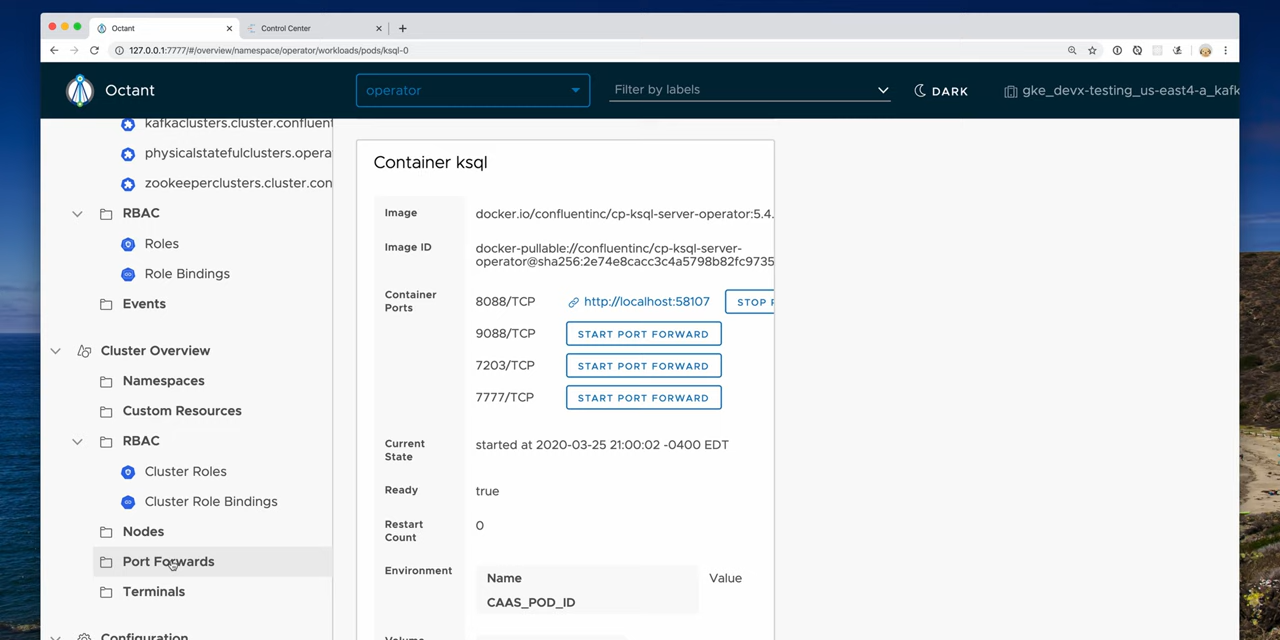 Octant
Control Center
127.0.0.1:7777/#/overview/namespace/operator/workloads/pods/ksql-0
Octant
operator
Filter by labels
DARK
gke_devx-testing_us-east4-a_kafk
kafkaclusters.cluster.confluent
physicalstatefulclusters.opera
zookeeperclusters.cluster.con
RBAC
Roles
Role Bindings
Events
Cluster Overview
Namespaces
Custom Resources
RBAC
Cluster Roles
Cluster Role Bindings
Nodes
Port Forwards
Terminals
Configuration
Container ksql
Image
docker.io/confluentinc/cp-ksql-server-operator:5.4.
Image ID
docker-pullable://confluentinc/cp-ksql-server-
operator@sha256:2e74e8cacc3c4a5798b82fc9735
Container
Ports
8088/TCP
http://localhost:58107
STOP
9088/TCP
START PORT FORWARD
7203/TCP
START PORT FORWARD
7777/TCP
START PORT FORWARD
Current
State
started at 2020-03-25 21:00:02 -0400 EDT
Ready
true
Restart
Count
0
Environment
Name
Value
CAAS_POD_ID
Volume